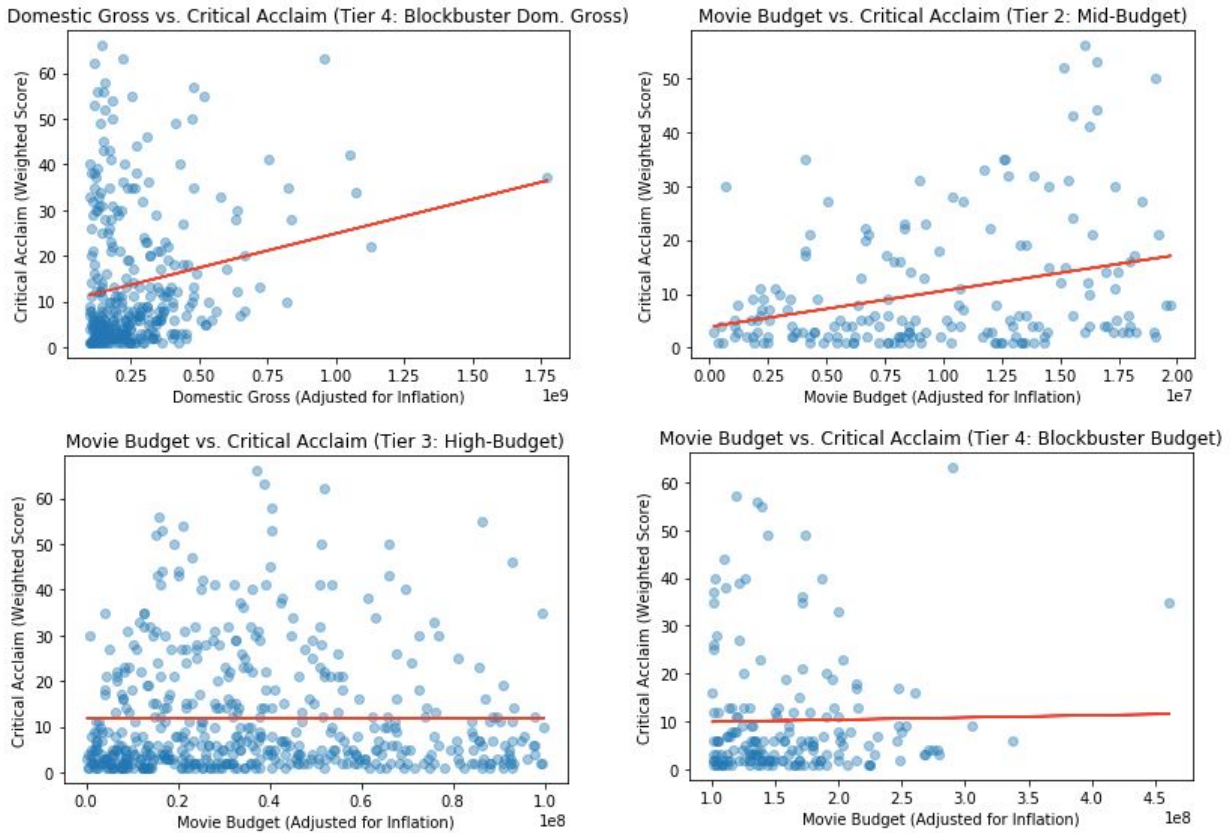 Domestic Gross vs. Critical Acclaim (Tier 4: Blockbuster Dom. Gross)
Critical Acclaim (Weighted Score)
60
50
40
30
20
10
0
0.25 0.50 0.75 1.00 1.25 1.50 1.75
1e9
Domestic Gross (Adjusted for Inflation)
Movie Budget vs. Critical Acclaim (Tier 2: Mid-Budget)
Critical Acclaim (Weighted Score)
50
40
30
20
10
0
0.00 0.25 0.50 0.75 1.00 1.25 1.50 1.75 2.00
1e7
Movie Budget (Adjusted for Inflation)
Movie Budget vs. Critical Acclaim (Tier 3: High-Budget)
Critical Acclaim (Weighted Score)
60
50
40
30
20
10
0
0.0 0.2 0.4 0.6 0.8 1.0
1e8
Movie Budget (Adjusted for Inflation)
Movie Budget vs. Critical Acclaim (Tier 4: Blockbuster Budget)
Critical Acclaim (Weighted Score)
60
50
40
30
20
10
0
1.0 1.5 2.0 2.5 3.0 3.5 4.0 4.5
1e8
Movie Budget (Adjusted for Inflation)